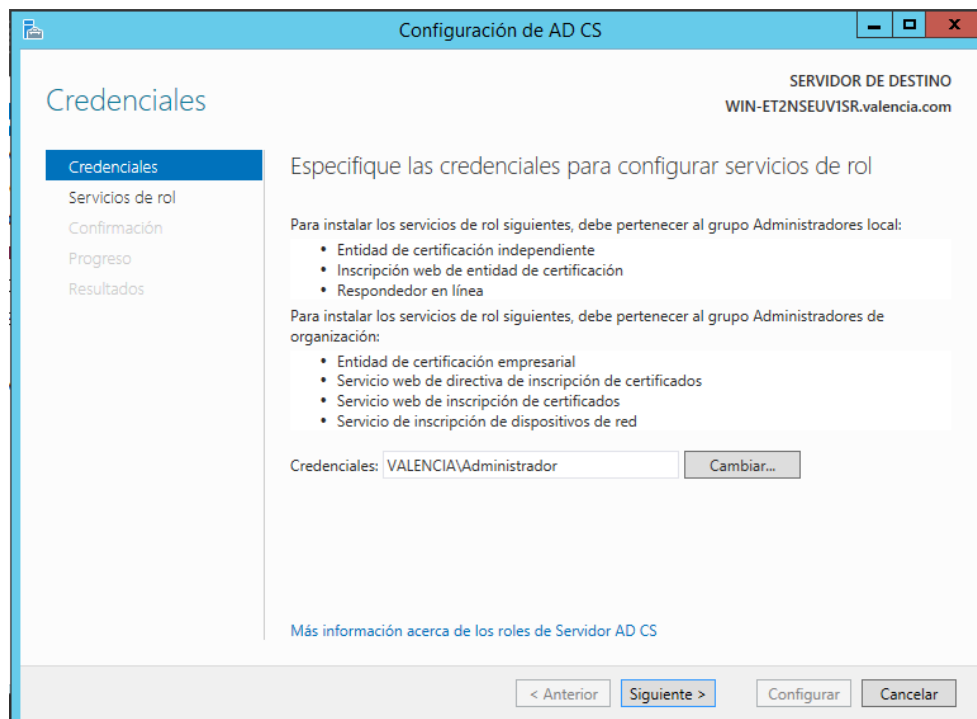 Configuración de AD CS
Credenciales
SERVIDOR DE DESTINO
WIN-ET2NSEUV1SR.valencia.com
Credenciales
Servicios de rol
Confirmación
Progreso
Resultados
Especifique las credenciales para configurar servicios de rol
Para instalar los servicios de rol siguientes, debe pertenecer al grupo Administradores local:
• Entidad de certificación independiente
• Inscripción web de entidad de certificación
• Respondedor en línea
Para instalar los servicios de rol siguientes, debe pertenecer al grupo Administradores de
organización:
• Entidad de certificación empresarial
• Servicio web de directiva de inscripción de certificados
• Servicio web de inscripción de certificados
• Servicio de inscripción de dispositivos de red
Credenciales: VALENCIA\Administrador Cambiar...
Más información acerca de los roles de Servidor AD CS
< Anterior Siguiente > Configurar Cancelar